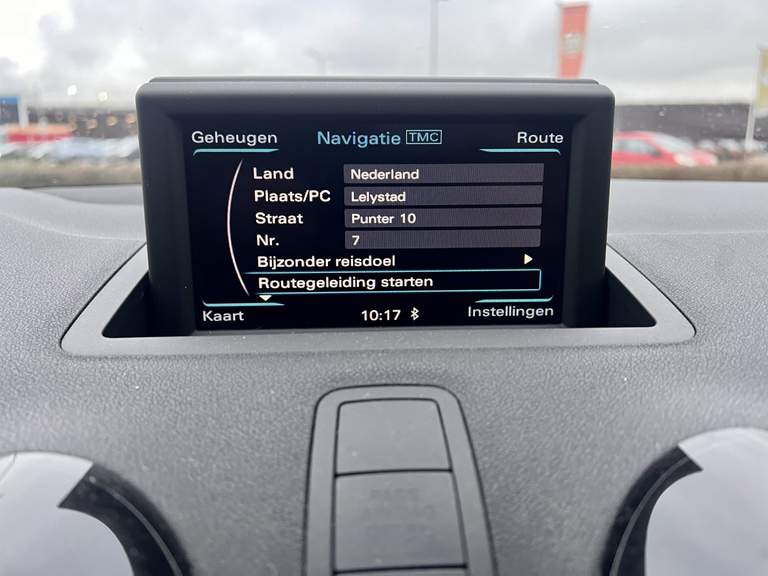 Geheugen Navigatie TMC Route
Land Nederland
Plaats/PC Lelystad
Straat Punter 10
Nr. 7
Bijzonder reisdoel
Routegeleiding starten
Kaart 10:17 Instellingen